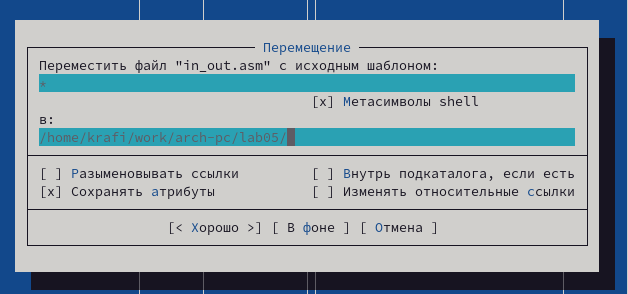 Перемещение
Переместить файл "in_out.asm" с исходным шаблоном:
*
[x] Метасимволы shell
в:
/home/krafi/work/arch-pc/lab05/
[ ] Разыменовывать ссылки [ ] Внутрь подкаталога, если есть
[x] Сохранять атрибуты [ ] Изменять относительные ссылки
[< Хорошо >] [ В фоне ] [ Отмена ]